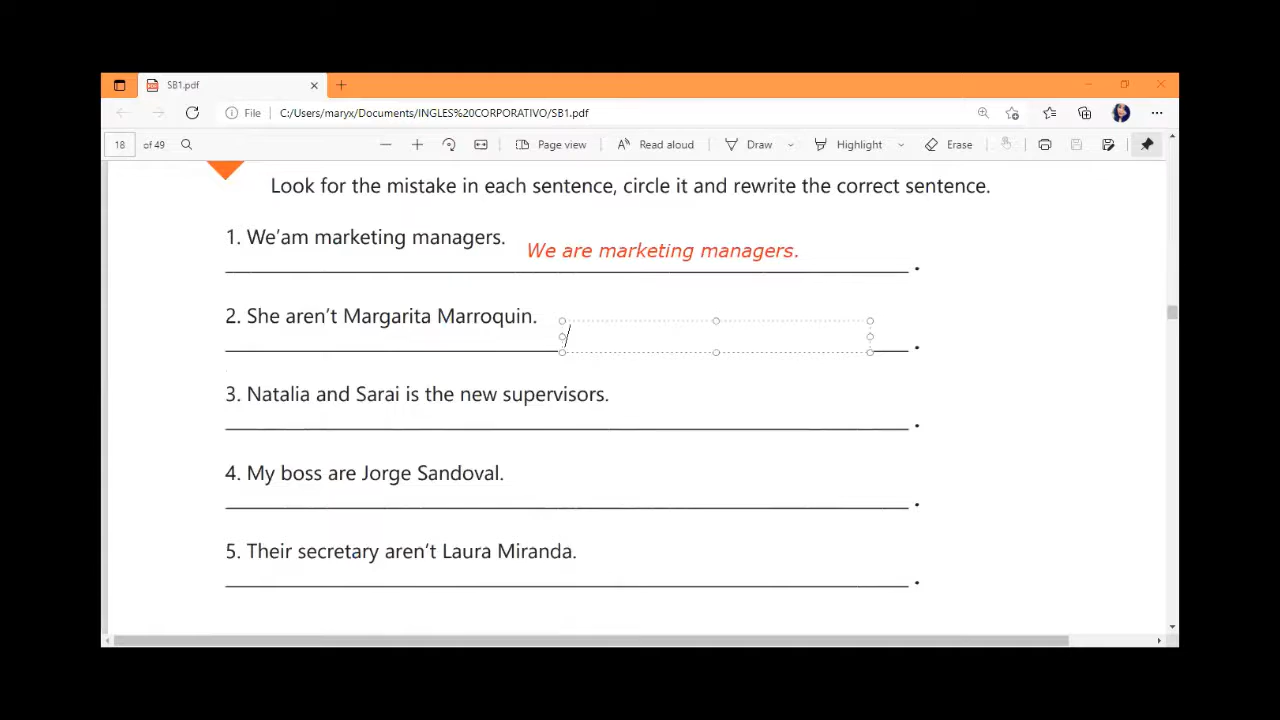 SB1.pdf
File C:/Users/maryx/Documents/INGLES%20CORPORATIVO/SB1.pdf
18 of 49 Page view Read aloud Draw Highlight Erase
Look for the mistake in each sentence, circle it and rewrite the correct sentence.
1. We’am marketing managers.
We are marketing managers.
2. She aren’t Margarita Marroquin.
3. Natalia and Sarai is the new supervisors.
4. My boss are Jorge Sandoval.
5. Their secretary aren’t Laura Miranda.